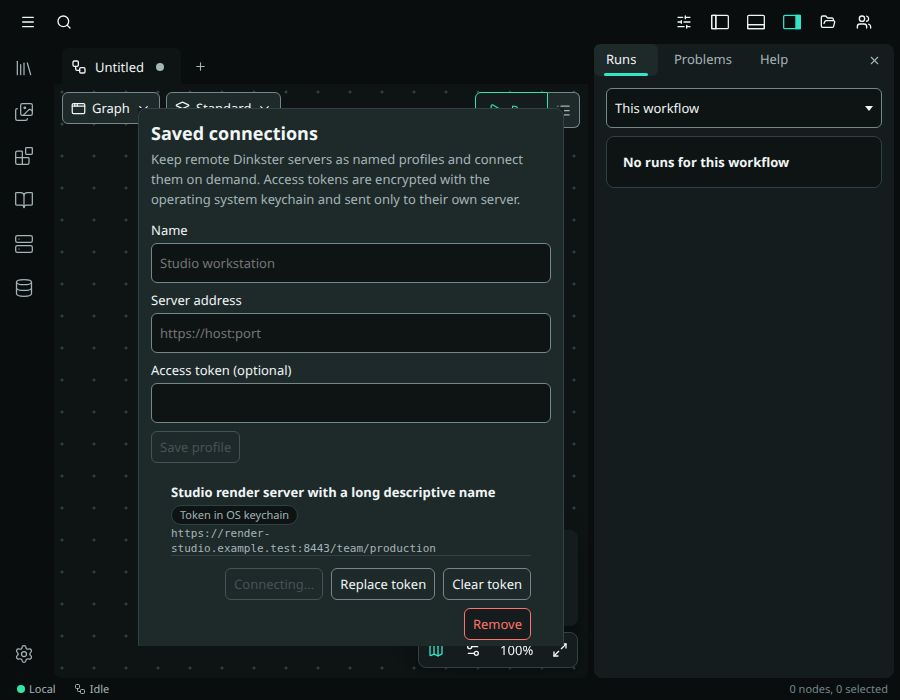 Untitled
Runs
Problems
Help
Graph
Standard
This workflow
No runs for this workflow
Saved connections
Keep remote Dinkster servers as named profiles and connect
them on demand. Access tokens are encrypted with the
operating system keychain and sent only to their own server.
Name
Studio workstation
Server address
https://host:port
Access token (optional)
Save profile
Studio render server with a long descriptive name
Token in OS keychain
https://render-
studio.example.test:8443/team/production
Connecting...
Replace token
Clear token
Remove
100%
Local
Idle
0 nodes, 0 selected